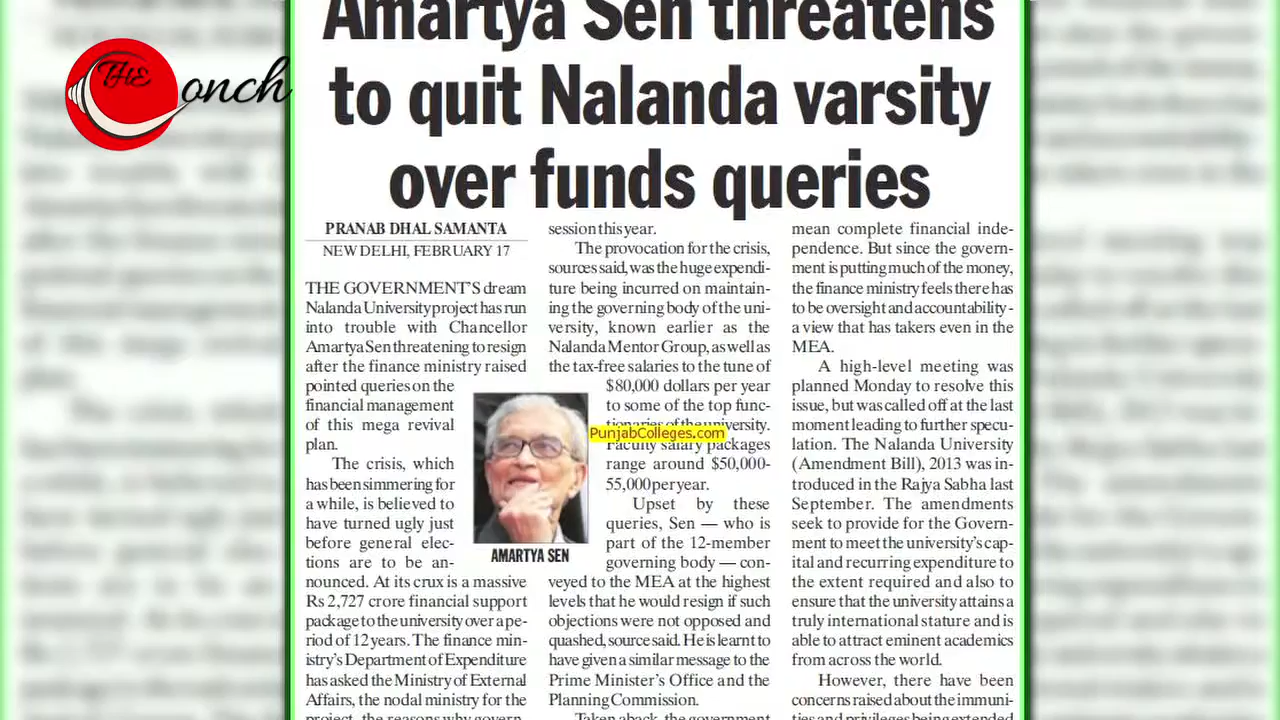 THE Conch
Amartya Sen threatens
to quit Nalanda varsity
over funds queries
PRANAB DHAL SAMANTA
NEW DELHI, FEBRUARY 17
THE GOVERNMENT'S dream
Nalanda University project has run
into trouble with Chancellor
Amartya Sen threatening to resign
after the finance ministry raised
pointed queries on the
financial management
of this mega revival
plan.
The crisis, which
has been simmering for
a while, is believed to
have turned ugly just
before general elec-
tions are to be an-
nounced. At its crux is a massive
Rs 2,727 crore financial support
package to the university over a pe-
riod of 12 years. The finance min-
istry's Department of Expenditure
has asked the Ministry of External
Affairs, the nodal ministry for the
project, the reasons why govern-
AMARTYA SEN
session this year.
The provocation for the crisis,
sources said, was the huge expendi-
ture being incurred on maintain-
ing the governing body of the uni-
versity, known earlier as the
Nalanda Mentor Group, as well as
the tax-free salaries to the tune of
$80,000 dollars per year
to some of the top func-
tionaries of the university.
PunjabColleges.com
Faculty salary packages
range around $50,000-
55,000 per year.
Upset by these
queries, Sen — who is
part of the 12-member
governing body — con-
veyed to the MEA at the highest
levels that he would resign if such
objections were not opposed and
quashed, source said. He is learnt to
have given a similar message to the
Prime Minister's Office and the
Planning Commission.
Taken aback, the government
mean complete financial inde-
pendence. But since the govern-
ment is putting much of the money,
the finance ministry feels there has
to be oversight and accountability -
a view that has takers even in the
MEA.
A high-level meeting was
planned Monday to resolve this
issue, but was called off at the last
moment leading to further specu-
lation. The Nalanda University
(Amendment Bill), 2013 was in-
troduced in the Rajya Sabha last
September. The amendments
seek to provide for the Govern-
ment to meet the university's cap-
ital and recurring expenditure to
the extent required and also to
ensure that the university attains a
truly international stature and is
able to attract eminent academics
from across the world.
However, there have been
concerns raised about the immuni-
ties and privileges being extended